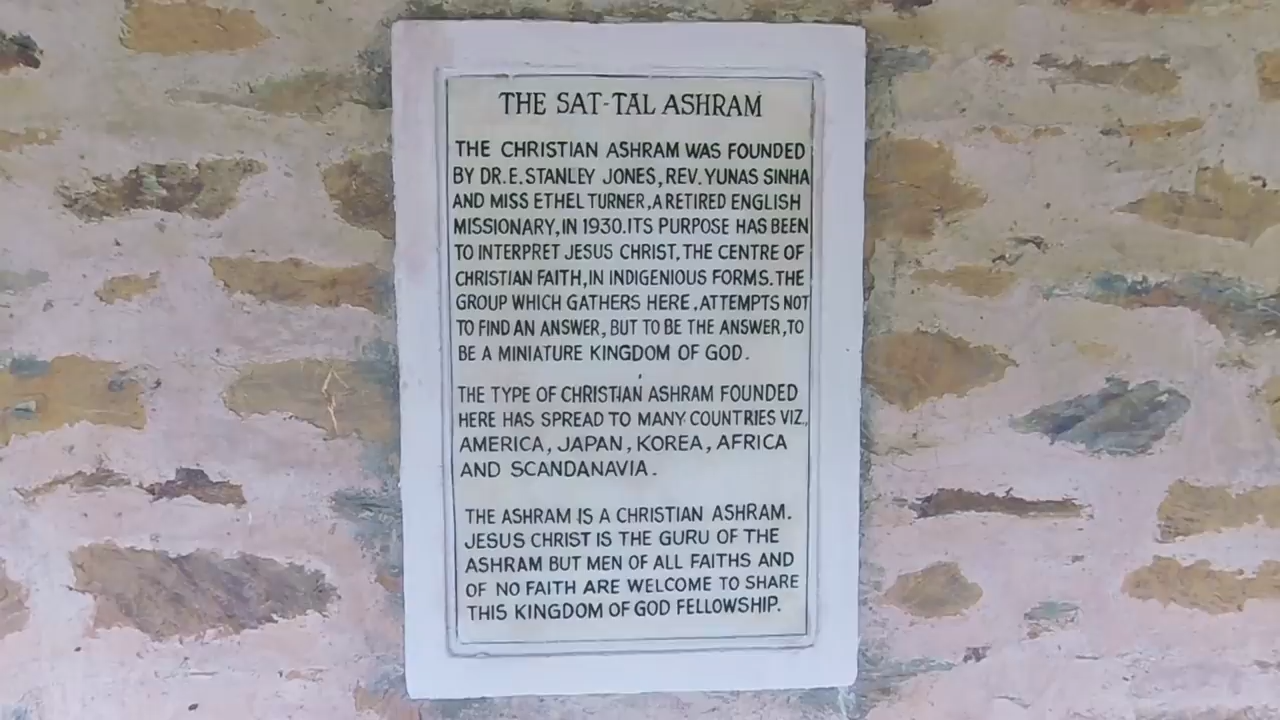 THE SAT-TAL ASHRAM
THE CHRISTIAN ASHRAM WAS FOUNDED
BY DR. E. STANLEY JONES, REV. YUNAS SINHA
AND MISS ETHEL TURNER, A RETIRED ENGLISH
MISSIONARY, IN 1930. ITS PURPOSE HAS BEEN
TO INTERPRET JESUS CHRIST, THE CENTRE OF
CHRISTIAN FAITH, IN INDIGENIOUS FORMS. THE
GROUP WHICH GATHERS HERE, ATTEMPTS NOT
TO FIND AN ANSWER, BUT TO BE THE ANSWER, TO
BE A MINIATURE KINGDOM OF GOD.
THE TYPE OF CHRISTIAN ASHRAM FOUNDED
HERE HAS SPREAD TO MANY COUNTRIES VIZ.,
AMERICA, JAPAN, KOREA, AFRICA
AND SCANDANAVIA.
THE ASHRAM IS A CHRISTIAN ASHRAM.
JESUS CHRIST IS THE GURU OF THE
ASHRAM BUT MEN OF ALL FAITHS AND
OF NO FAITH ARE WELCOME TO SHARE
THIS KINGDOM OF GOD FELLOWSHIP.